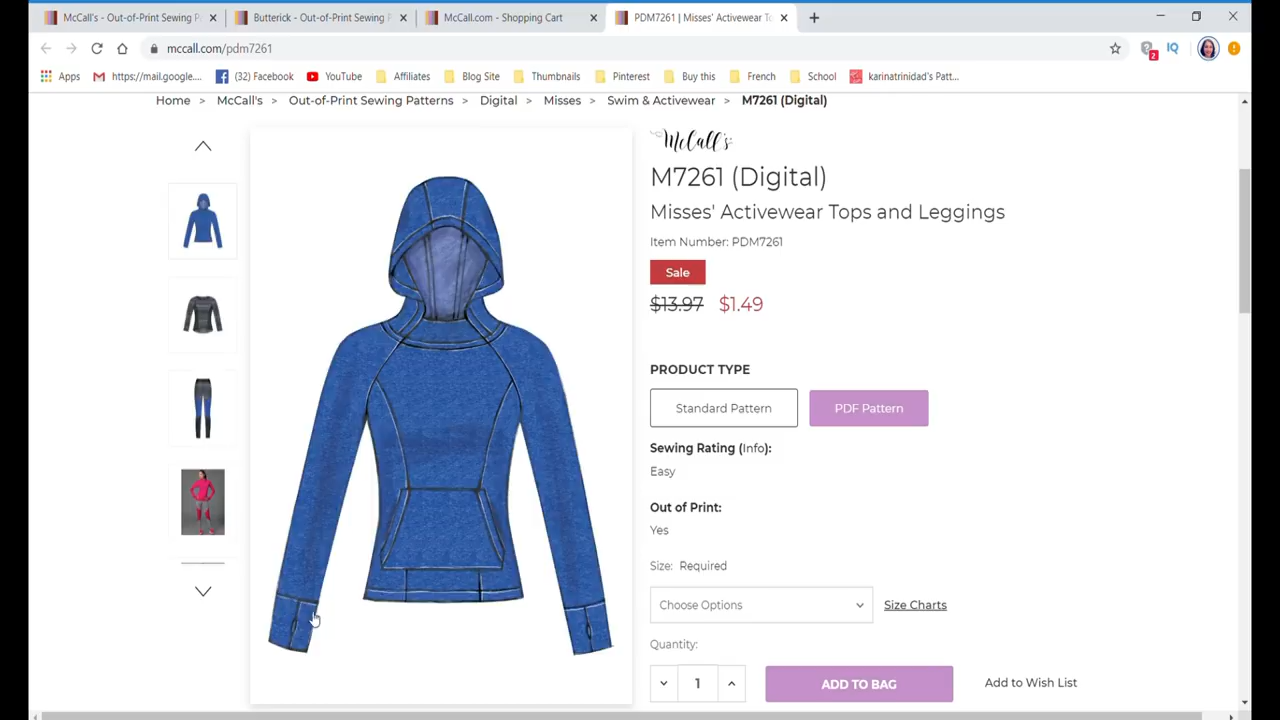 McCall's - Out-of-Print Sewing P
Butterick - Out-of-Print Sewing P
McCall.com - Shopping Cart
PDM7261 | Misses' Activewear To
mccall.com/pdm7261
2
IQ
Apps
https://mail.google....
(32) Facebook
YouTube
Affiliates
Blog Site
Thumbnails
Pinterest
Buy this
French
School
karinatrinidad's Patt...
Home > McCall's > Out-of-Print Sewing Patterns > Digital > Misses > Swim & Activewear > M7261 (Digital)
McCall's
M7261 (Digital)
Misses' Activewear Tops and Leggings
Item Number: PDM7261
Sale
$13.97 $1.49
PRODUCT TYPE
Standard Pattern
PDF Pattern
Sewing Rating (Info):
Easy
Out of Print:
Yes
Size: Required
Choose Options
Size Charts
Quantity:
1
ADD TO BAG
Add to Wish List